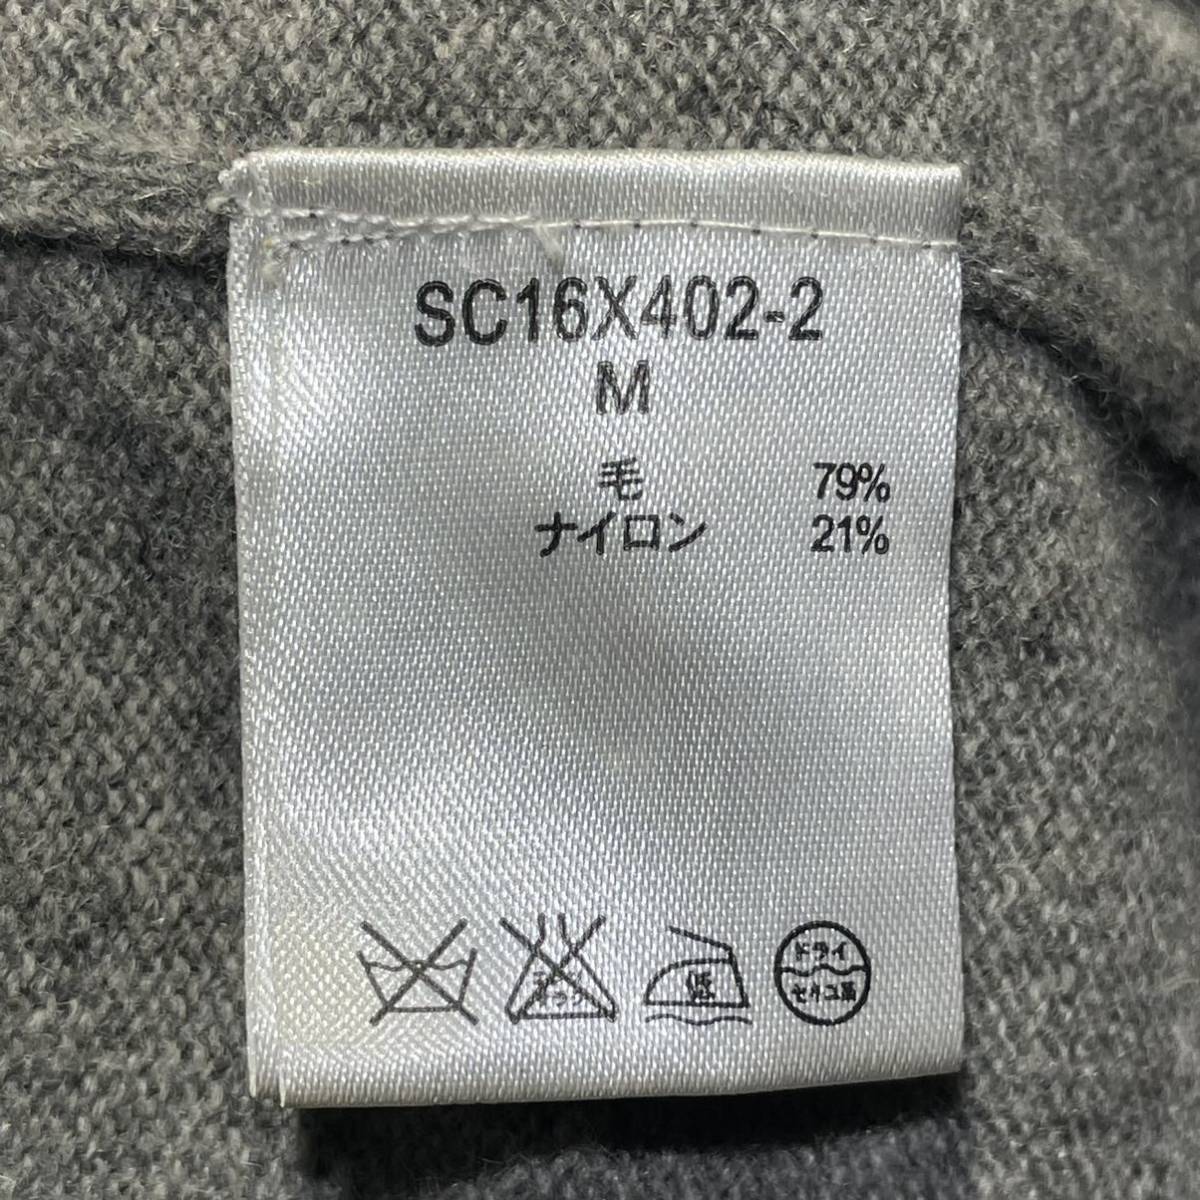 SC16X402-2
M
毛 79%
ナイロン 21%
低
ドライ
セキユ系